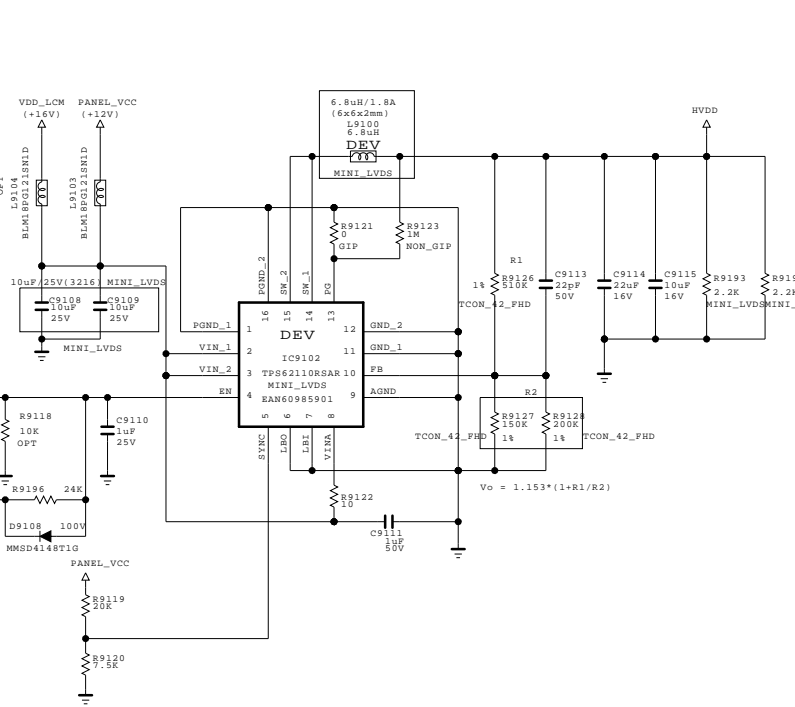 VDD_LCM
(+16V)
PANEL_VCC
(+12V)
6.8uH/1.8A
(6x6x2mm)
L9100
6.8uH
DEV
MINI_LVDS
HVDD
OPT
L9104
BLM18PG121SN1D
L9103
BLM18PG121SN1D
R9121
0
GIP
R9123
1M
NON_GIP
PGND_2
SW_2
SW_1
PG
R1
1%
R9126
510K
TCON_42_FHD
C9113
22pF
50V
C9114
22uF
16V
C9115
10uF
16V
R9193
2.2K
MINI_LVDS
2.2K
MINI_
10uF/25V(3216)
MINI_LVDS
C9108
10uF
25V
C9109
10uF
25V
MINI_LVDS
16
15
14
13
PGND_1
1
DEV
12
GND_2
VIN_1
2
IC9102
11
GND_1
VIN_2
3
TPS62110RSAR
10
FB
MINI_LVDS
EN
4
EAN60985901
9
AGND
5
6
7
8
SYNC
LBO
LBI
VINA
R2
R9127
150K
1%
TCON_42_FHD
R9128
200K
1%
TCON_42_FHD
Vo = 1.153*(1+R1/R2)
R9118
10K
OPT
C9110
1uF
25V
R9196
24K
D9108
100V
MMSD4148T1G
R9122
10
C9111
1uF
50V
PANEL_VCC
R9119
20K
R9120
7.5K